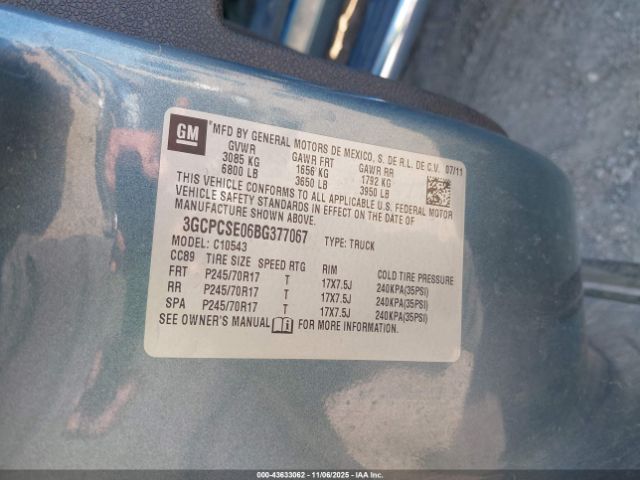 GM
®MFD BY GENERAL MOTORS DE MEXICO, S. DE R.L. DE C.V. 07/11
GVWR GAWR FRT GAWR RR
3085 KG 1656 KG 1792 KG
6800 LB 3650 LB 3950 LB
THIS VEHICLE CONFORMS TO ALL APPLICABLE U.S. FEDERAL MOTOR
VEHICLE SAFETY STANDARDS IN EFFECT ON THE DATE OF
MANUFACTURE SHOWN ABOVE.
3GCPCSE06BG377067 TYPE: TRUCK
MODEL: C10543
CC89 TIRE SIZE SPEED RTG RIM COLD TIRE PRESSURE
FRT P245/70R17 T 17X7.5J 240KPA(35PSI)
RR P245/70R17 T 17X7.5J 240KPA(35PSI)
SPA P245/70R17 T 17X7.5J 240KPA(35PSI)
SEE OWNER'S MANUAL FOR MORE INFORMATION.
000-43633062 - 11/06/2025 - IAAI.COM